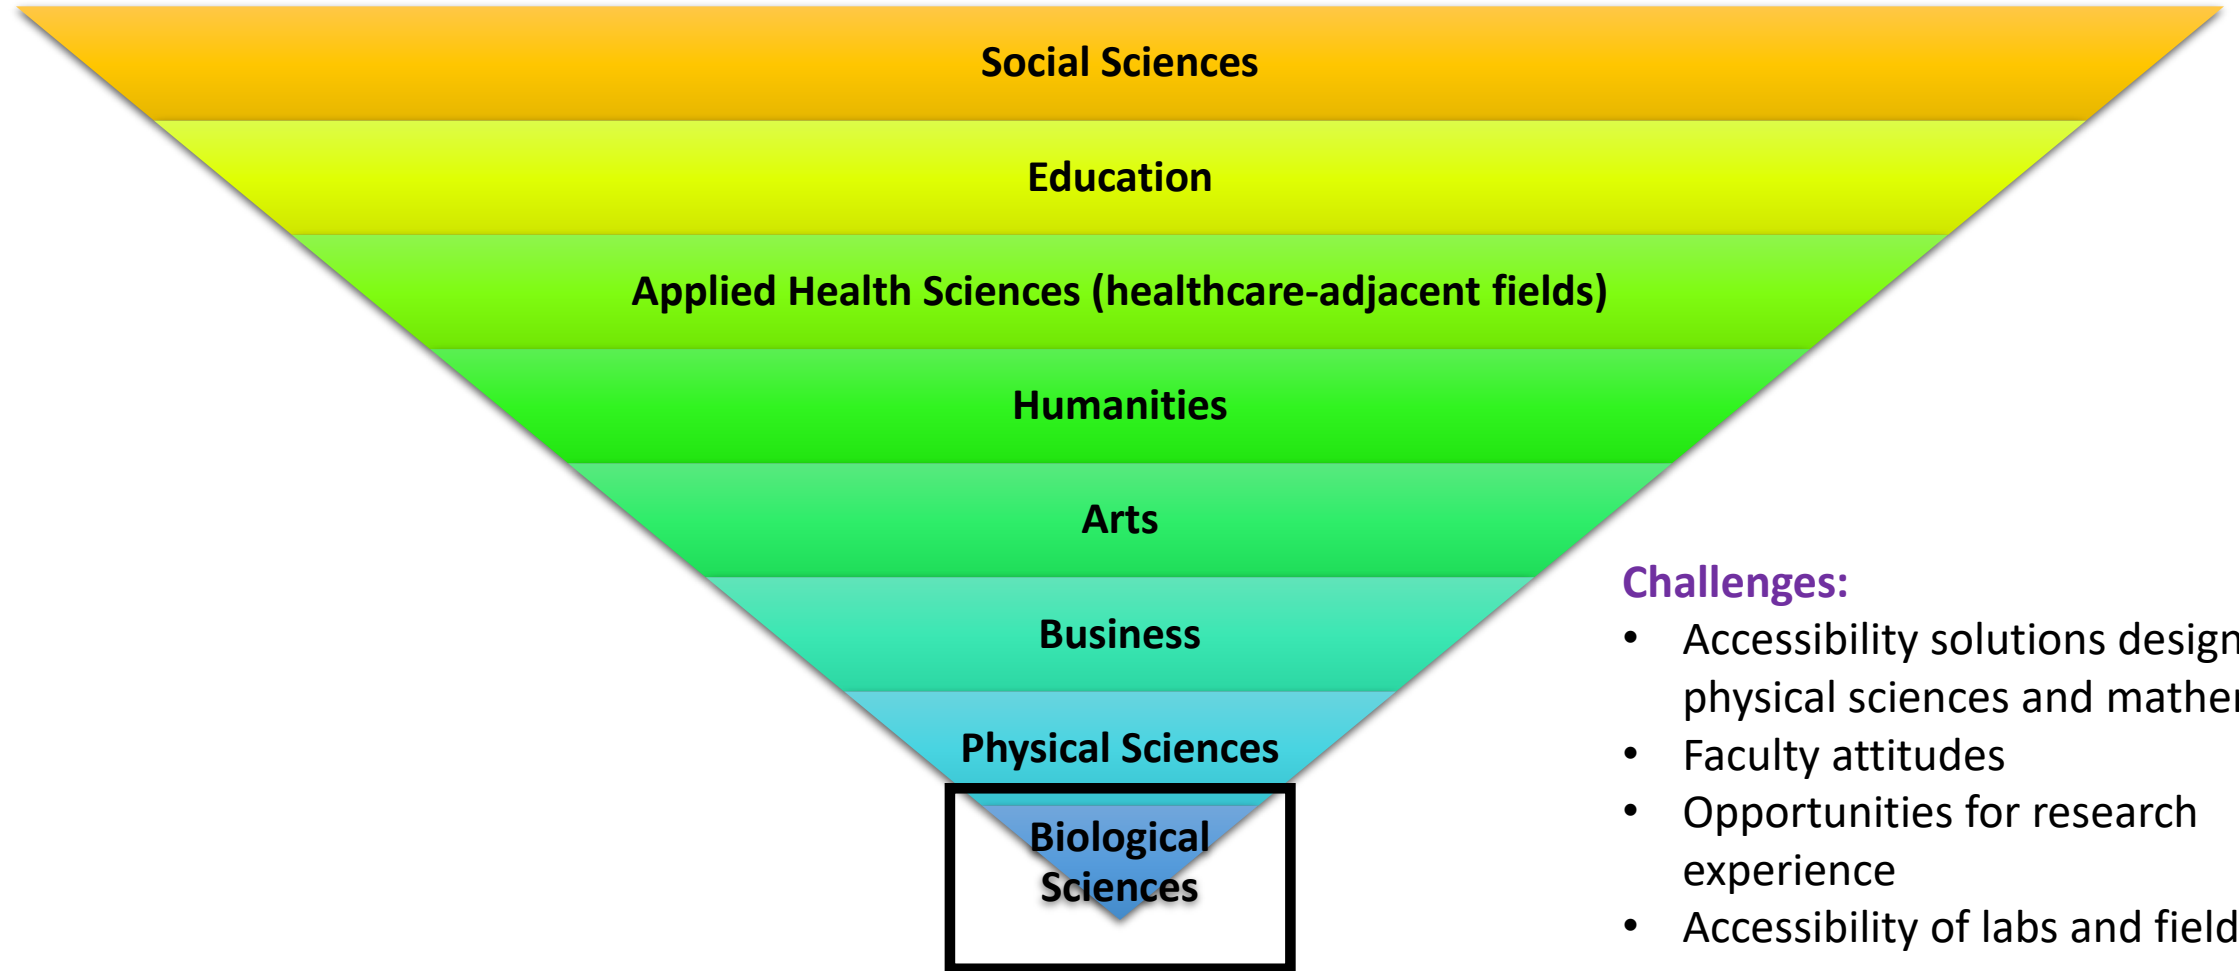 Social Sciences
Education
Applied Health Sciences (healthcare-adjacent fields)
Humanities
Arts
Business
Physical Sciences
Biological
Sciences
Challenges:
• Accessibility solutions design
physical sciences and mather
• Faculty attitudes
• Opportunities for research
experience
• Accessibility of labs and field